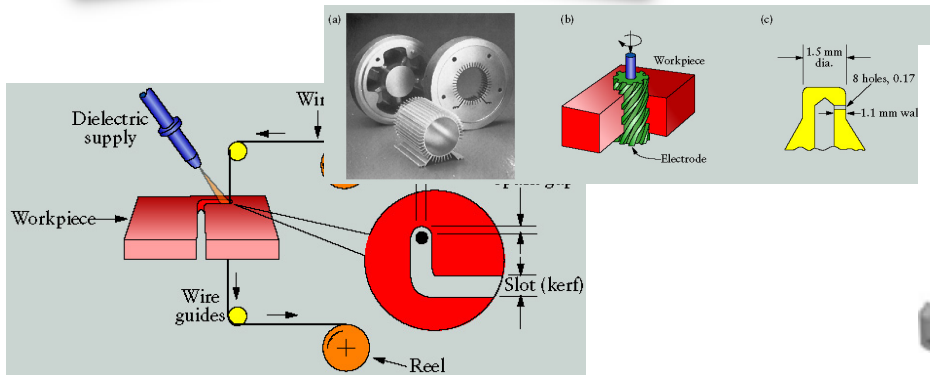 (a)
(b)
(c)
Workpiece
Electrode
1.5 mm
dia.
8 holes, 0.17
1.1 mm wal
Dielectric
supply
Workpiece
Wire
guides
Reel
Slot (kerf)